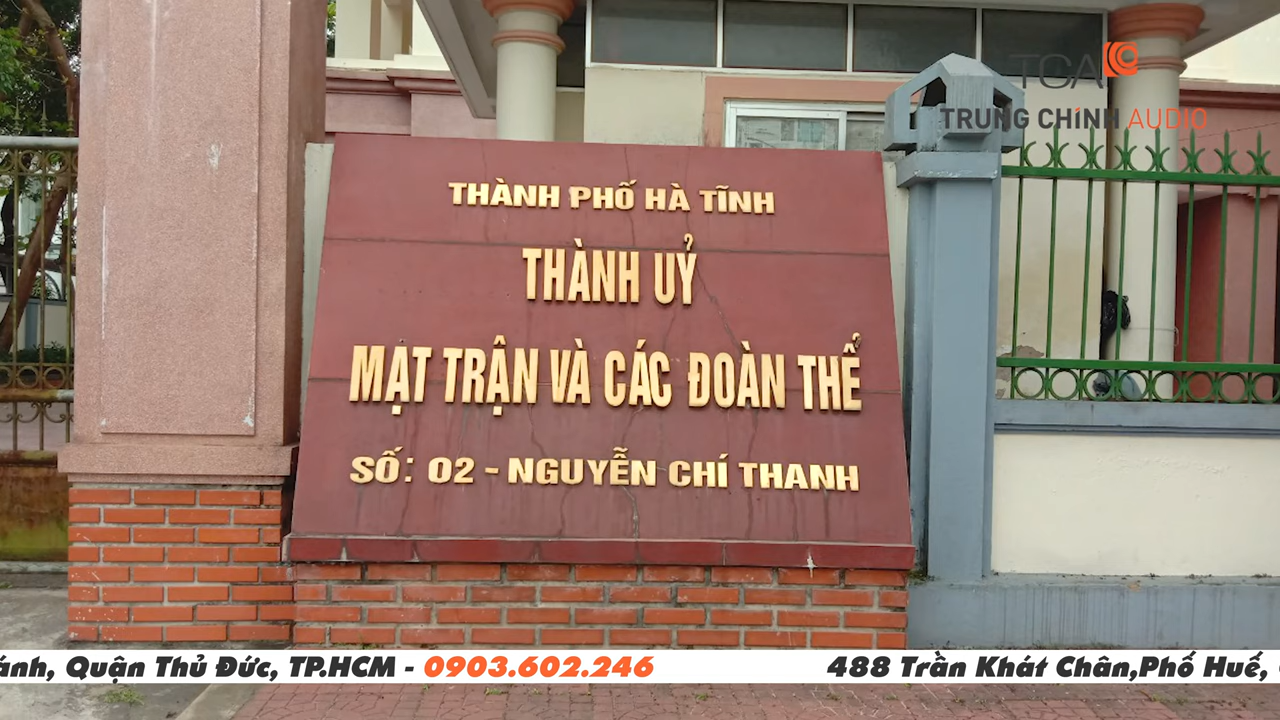 TCA
TRUNG CHÍNH AUDIO
THÀNH PHỐ HÀ TĨNH
THÀNH UỶ
MẠT TRẬN VÀ CÁC ĐOÀN THỂ
SỐ: 02 - NGUYỄN CHÍ THANH
ánh, Quận Thủ Đức, TP.HCM - 0903.602.246 488 Trần Khát Chân,Phố Huế,